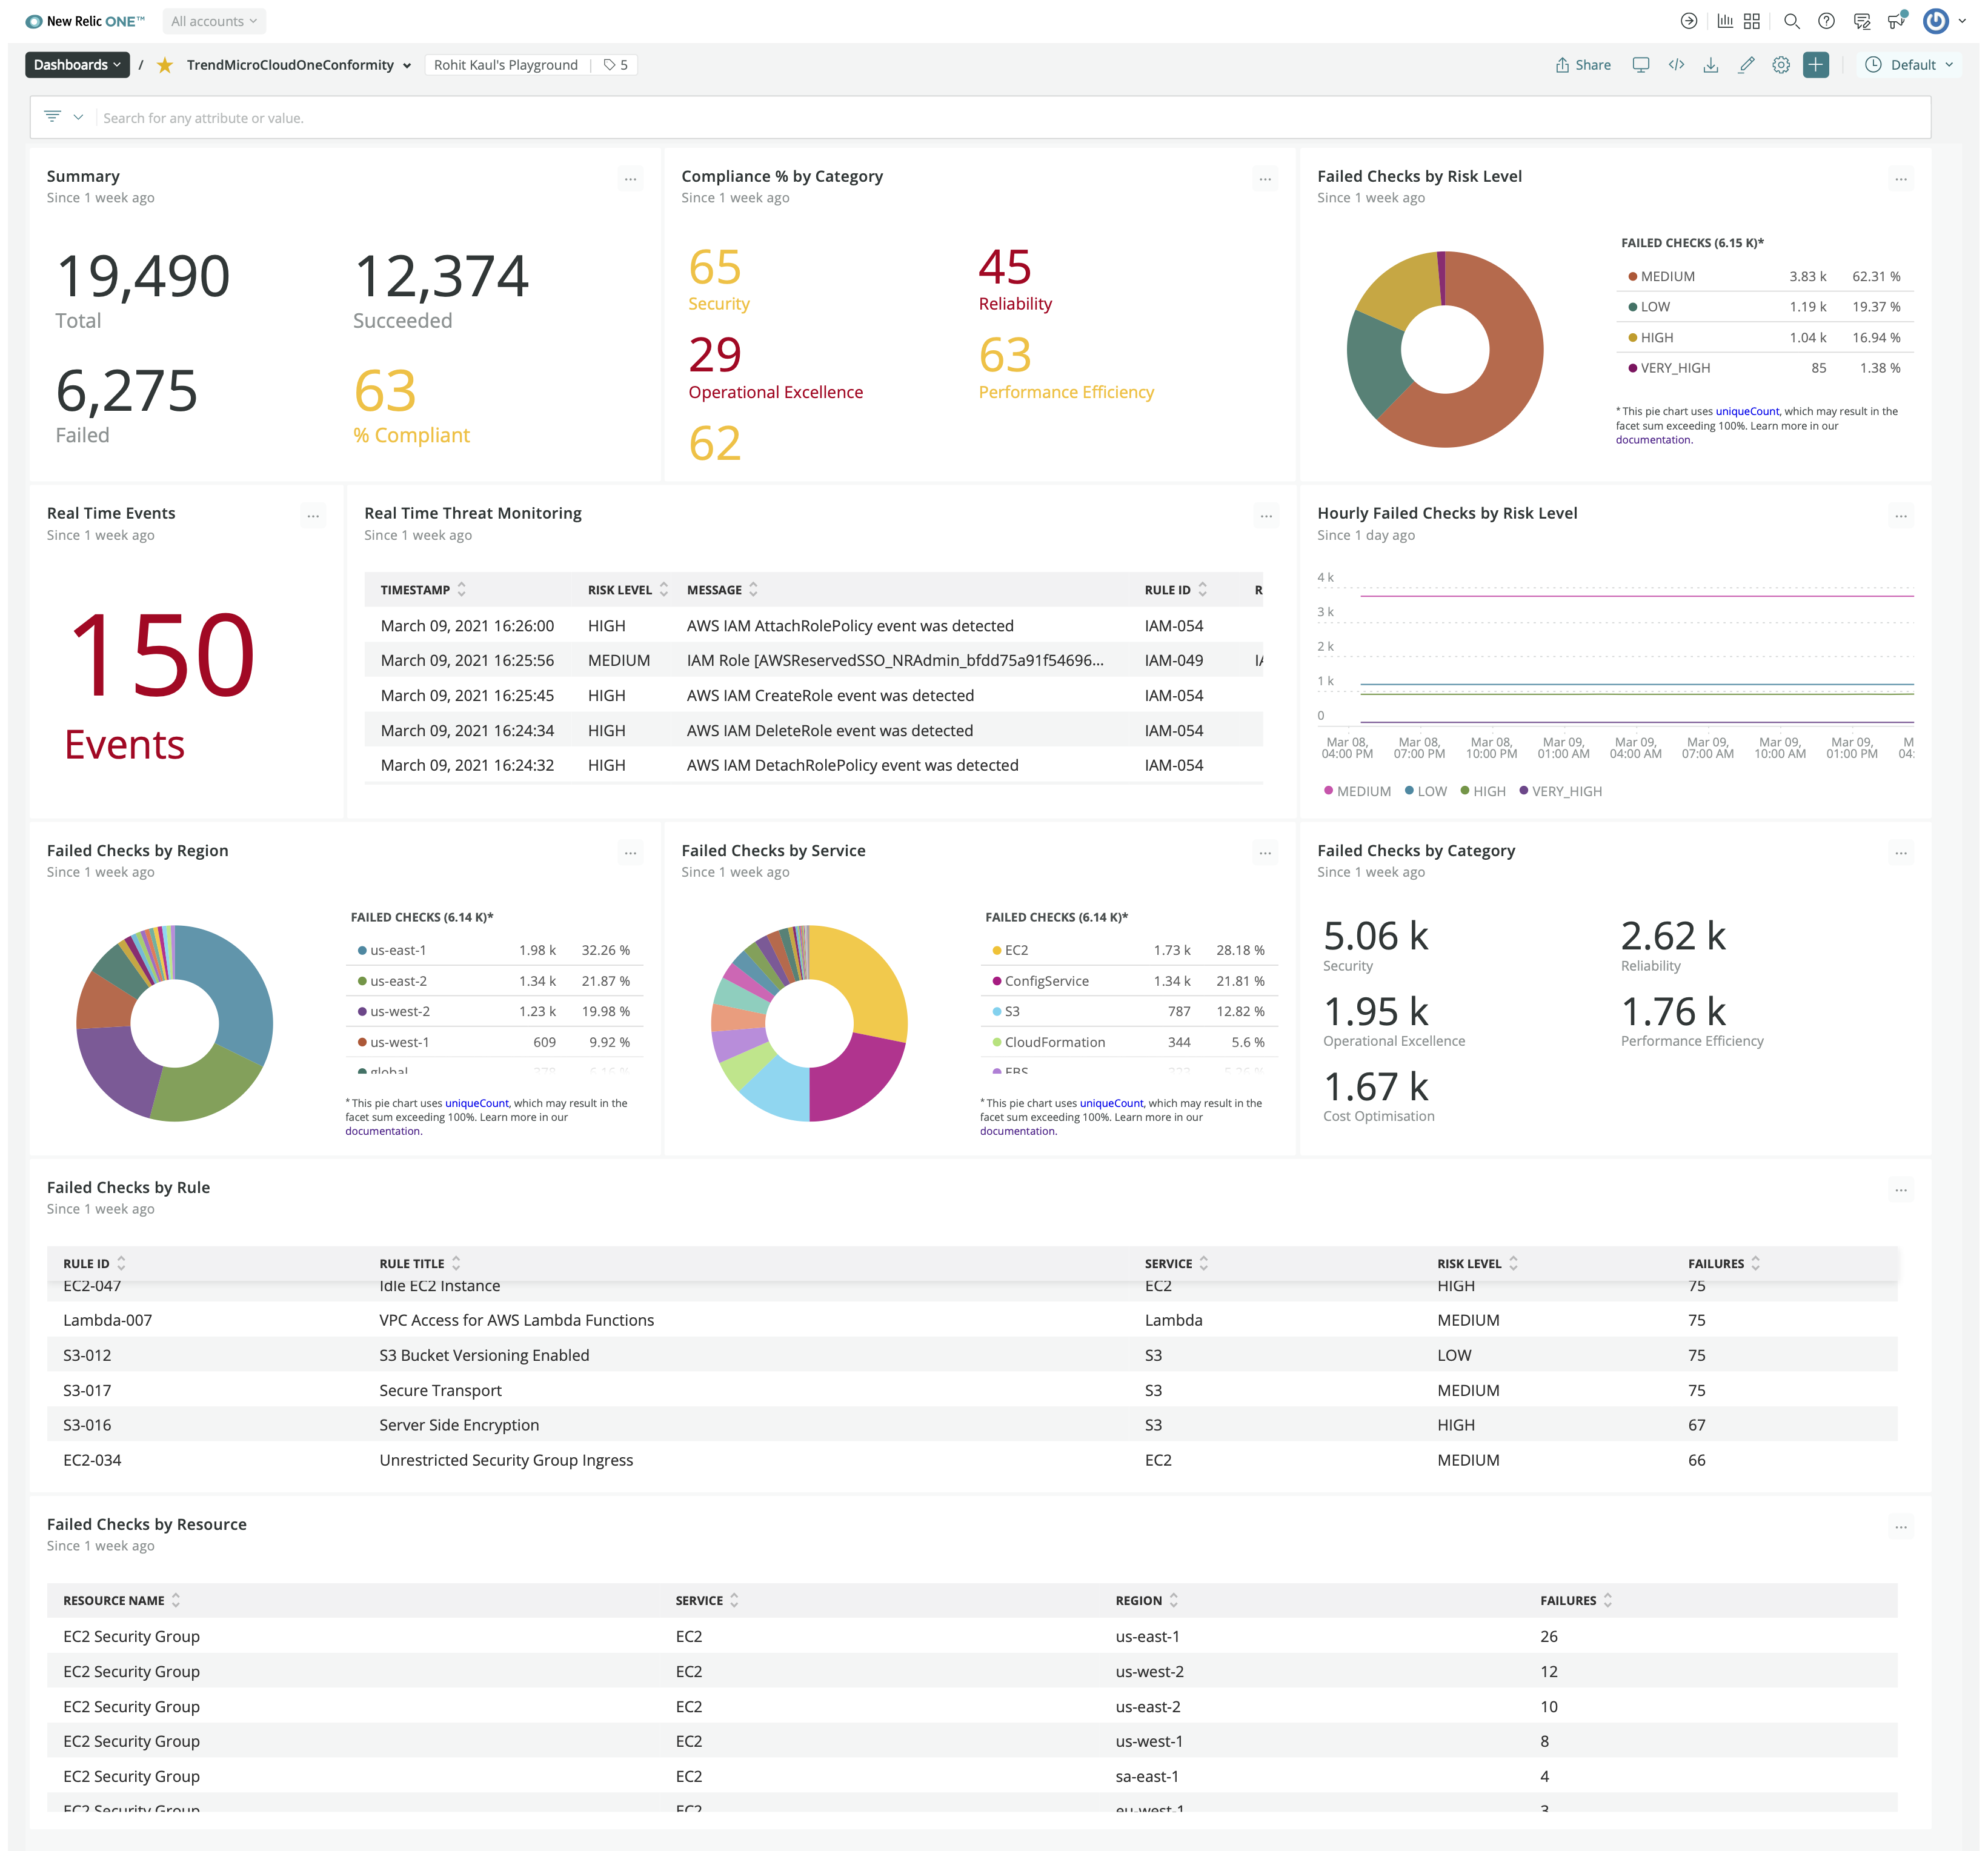 New Relic ONE™ All accounts
Dashboards / TrendMicroCloudOneConformity Rohit Kaul's Playground 5 Share Default
Search for any attribute or value.
Summary
Since 1 week ago
19,490
Total
12,374
Succeeded
6,275
Failed
63
% Compliant
Compliance % by Category
Since 1 week ago
65
Security
45
Reliability
29
Operational Excellence
63
Performance Efficiency
62
Failed Checks by Risk Level
Since 1 week ago
FAILED CHECKS (6.15 K)*
MEDIUM 3.83 k 62.31 %
LOW 1.19 k 19.37 %
HIGH 1.04 k 16.94 %
VERY_HIGH 85 1.38 %
* This pie chart uses uniqueCount, which may result in the
facet sum exceeding 100%. Learn more in our
documentation.
Real Time Events
Since 1 week ago
150
Events
Real Time Threat Monitoring
Since 1 week ago
TIMESTAMP RISK LEVEL MESSAGE RULE ID R
March 09, 2021 16:26:00 HIGH AWS IAM AttachRolePolicy event was detected IAM-054
March 09, 2021 16:25:56 MEDIUM IAM Role [AWSReservedSSO_NRAdmin_bfdd75a91f54696... IAM-049
March 09, 2021 16:25:45 HIGH AWS IAM CreateRole event was detected IAM-054
March 09, 2021 16:24:34 HIGH AWS IAM DeleteRole event was detected IAM-054
March 09, 2021 16:24:32 HIGH AWS IAM DetachRolePolicy event was detected IAM-054
Hourly Failed Checks by Risk Level
Since 1 day ago
4 k
3 k
2 k
1 k
0
Mar 08, Mar 08, Mar 08, Mar 09, Mar 09, Mar 09, Mar 09, Mar 09, M
04:00 PM 07:00 PM 10:00 PM 01:00 AM 04:00 AM 07:00 AM 10:00 AM 01:00 PM 04:
MEDIUM LOW HIGH VERY_HIGH
Failed Checks by Region
Since 1 week ago
FAILED CHECKS (6.14 K)*
us-east-1 1.98 k 32.26 %
us-east-2 1.34 k 21.87 %
us-west-2 1.23 k 19.98 %
us-west-1 609 9.92 %
global
* This pie chart uses uniqueCount, which may result in the
facet sum exceeding 100%. Learn more in our
documentation.
Failed Checks by Service
Since 1 week ago
FAILED CHECKS (6.14 K)*
EC2 1.73 k 28.18 %
ConfigService 1.34 k 21.81 %
S3 787 12.82 %
CloudFormation 344 5.6 %
EBS
* This pie chart uses uniqueCount, which may result in the
facet sum exceeding 100%. Learn more in our
documentation.
Failed Checks by Category
Since 1 week ago
5.06 k
Security
2.62 k
Reliability
1.95 k
Operational Excellence
1.76 k
Performance Efficiency
1.67 k
Cost Optimisation
Failed Checks by Rule
Since 1 week ago
RULE ID RULE TITLE SERVICE RISK LEVEL FAILURES
EC2-047 Idle EC2 Instance EC2 HIGH 75
Lambda-007 VPC Access for AWS Lambda Functions Lambda MEDIUM 75
S3-012 S3 Bucket Versioning Enabled S3 LOW 75
S3-017 Secure Transport S3 MEDIUM 75
S3-016 Server Side Encryption S3 HIGH 67
EC2-034 Unrestricted Security Group Ingress EC2 MEDIUM 66
Failed Checks by Resource
Since 1 week ago
RESOURCE NAME SERVICE REGION FAILURES
EC2 Security Group EC2 us-east-1 26
EC2 Security Group EC2 us-west-2 12
EC2 Security Group EC2 us-east-2 10
EC2 Security Group EC2 us-west-1 8
EC2 Security Group EC2 sa-east-1 4
EC2 Security Group EC2 eu-west-1 3